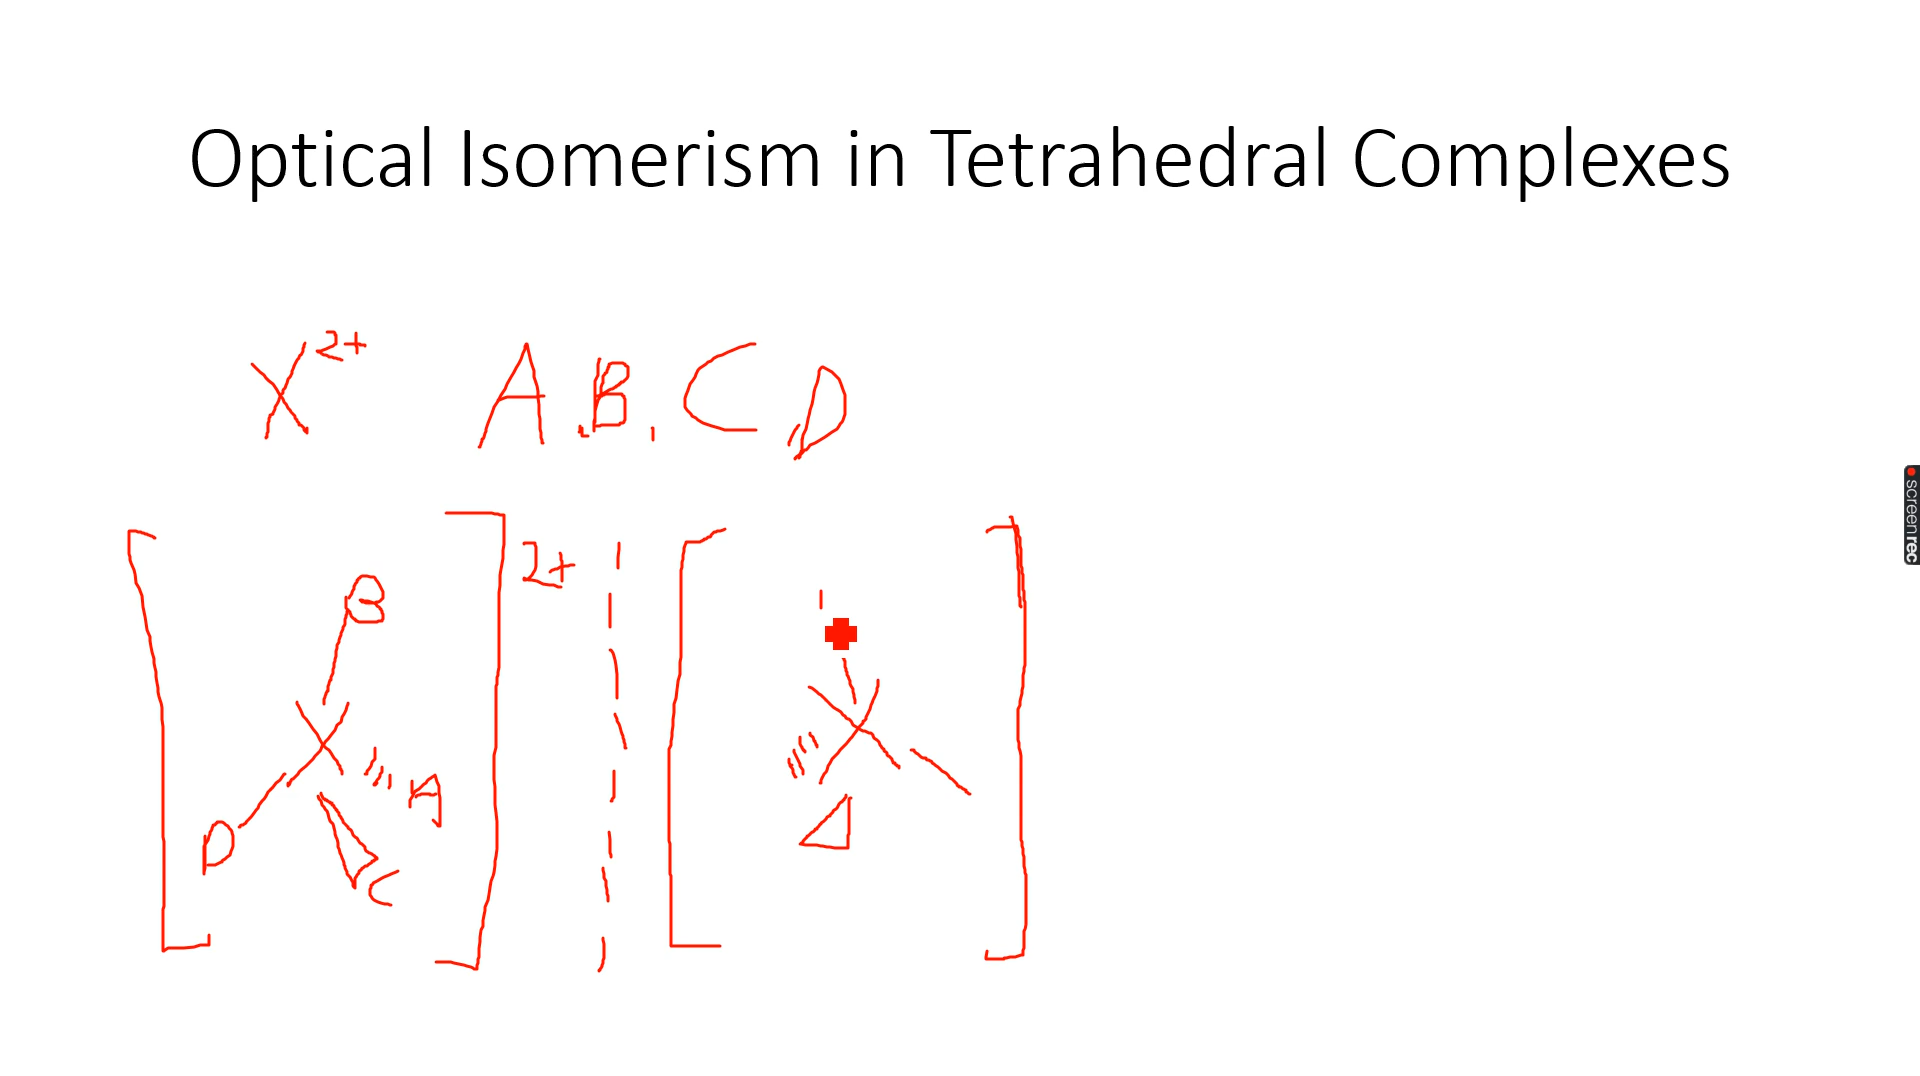 Optical Isomerism in Tetrahedral Complexes
X²⁺ A, B, C, D
[ B X D A C ]²⁺ [ X ]
screenrec